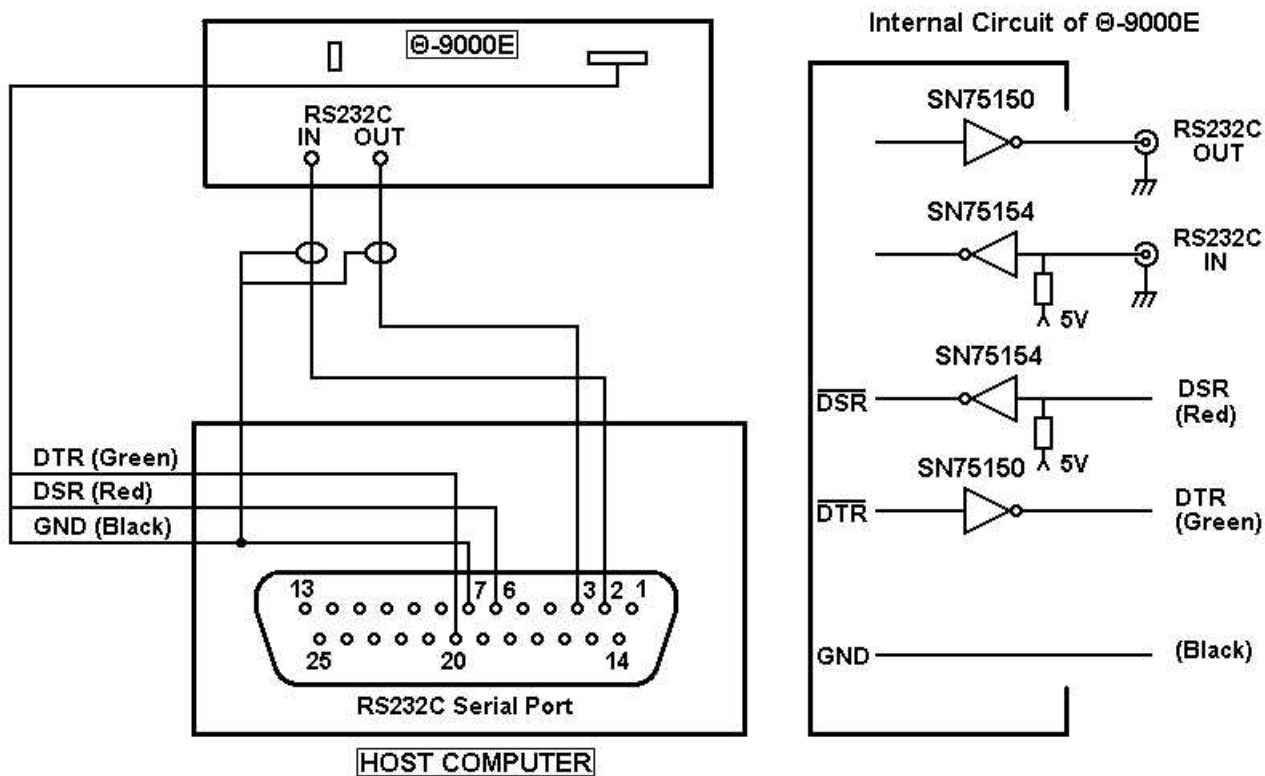 Θ-9000E
RS232C
IN OUT
DTR (Green)
DSR (Red)
GND (Black)
13 7 6 3 2 1
25 20 14
RS232C Serial Port
HOST COMPUTER
Internal Circuit of Θ-9000E
SN75150
RS232C
OUT
SN75154
RS232C
IN
5V
SN75154
DSR
DSR
(Red)
5V
SN75150
DTR
DTR
(Green)
GND
(Black)